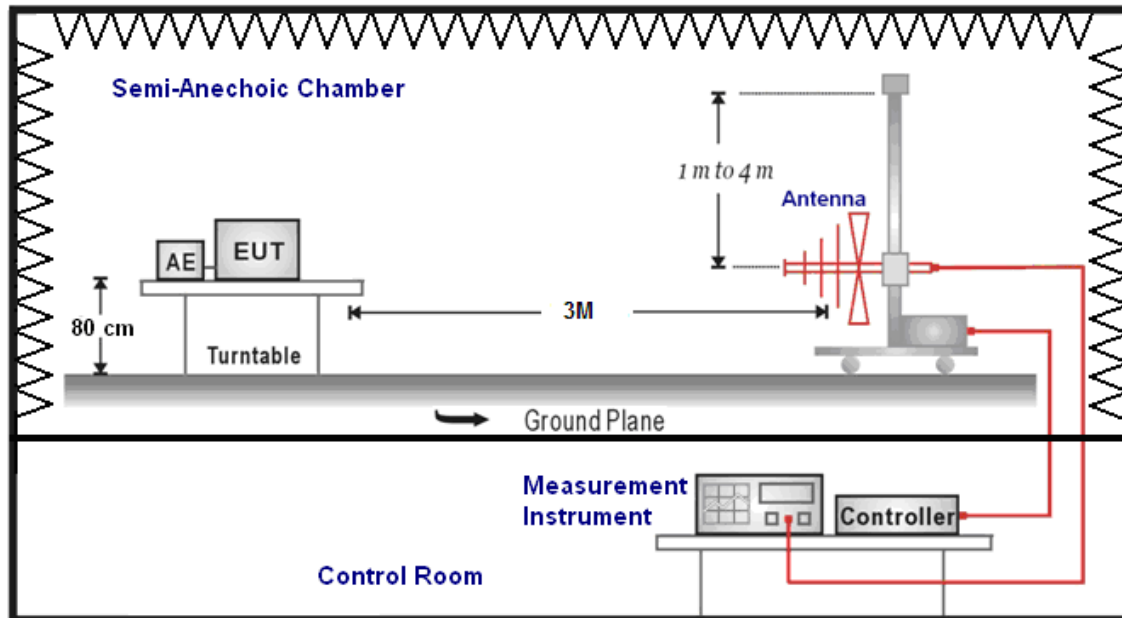 Semi-Anechoic Chamber
1 m to 4 m
Antenna
AE
EUT
80 cm
3M
Turntable
Ground Plane
Measurement
Instrument
Controller
Control Room